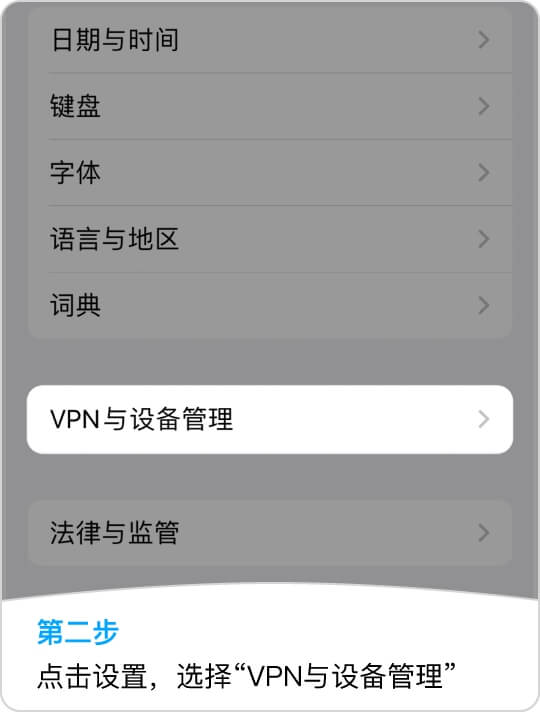 日期与时间
键盘
字体
语言与地区
词典
VPN与设备管理
法律与监管
第二步
点击设置，选择“VPN与设备管理”